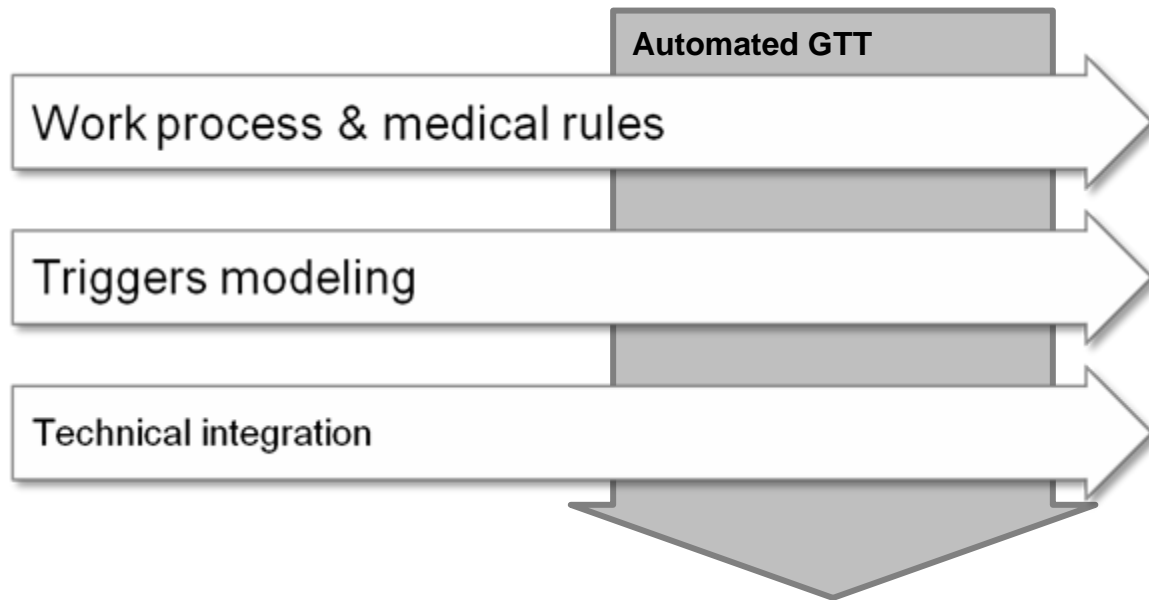 Automated GTT
Work process & medical rules
Triggers modeling
Technical integration